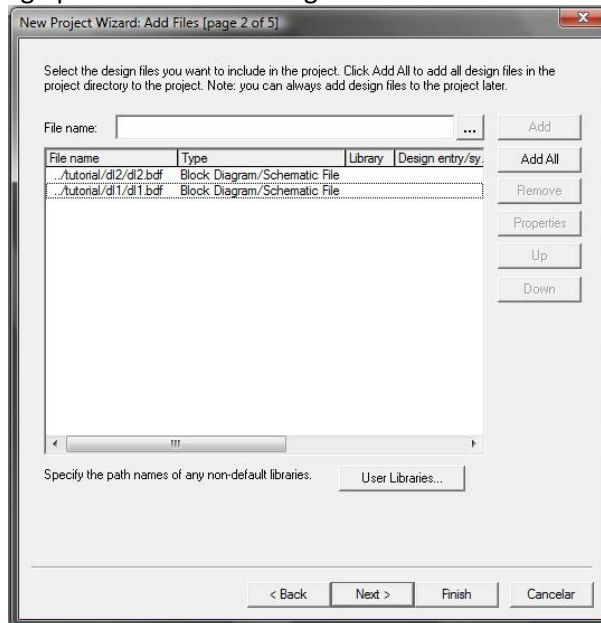 New Project Wizard: Add Files [page 2 of 5]
Select the design files you want to include in the project. Click Add All to add all design files in the
project directory to the project. Note: you can always add design files to the project later.
File name: ... Add
File name Type Library Design entry/sy. Add All
../tutorial/dl2/dl2.bdf Block Diagram/Schematic File
../tutorial/dl1/dl1.bdf Block Diagram/Schematic File Remove
Properties
Up
Down
Specify the path names of any non-default libraries. User Libraries...
< Back Next > Finish Cancelar